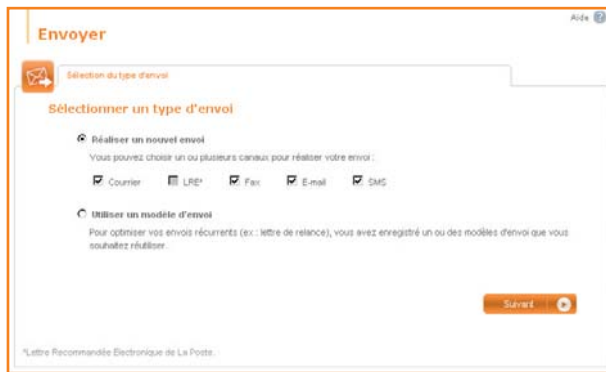 Aide ?
Envoyer
Sélection du type d'envoi
Sélectionner un type d'envoi
Réaliser un nouvel envoi
Vous pouvez choisir un ou plusieurs canaux pour réaliser votre envoi :
Courrier LRE* Fax E-mail SMS
Utiliser un modèle d'envoi
Pour optimiser vos envois récurrents (ex : lettre de relance), vous avez enregistré un ou des modèles d'envoi que vous
souhaitez réutiliser.
Suivant
*Lettre Recommandée Electronique de La Poste.